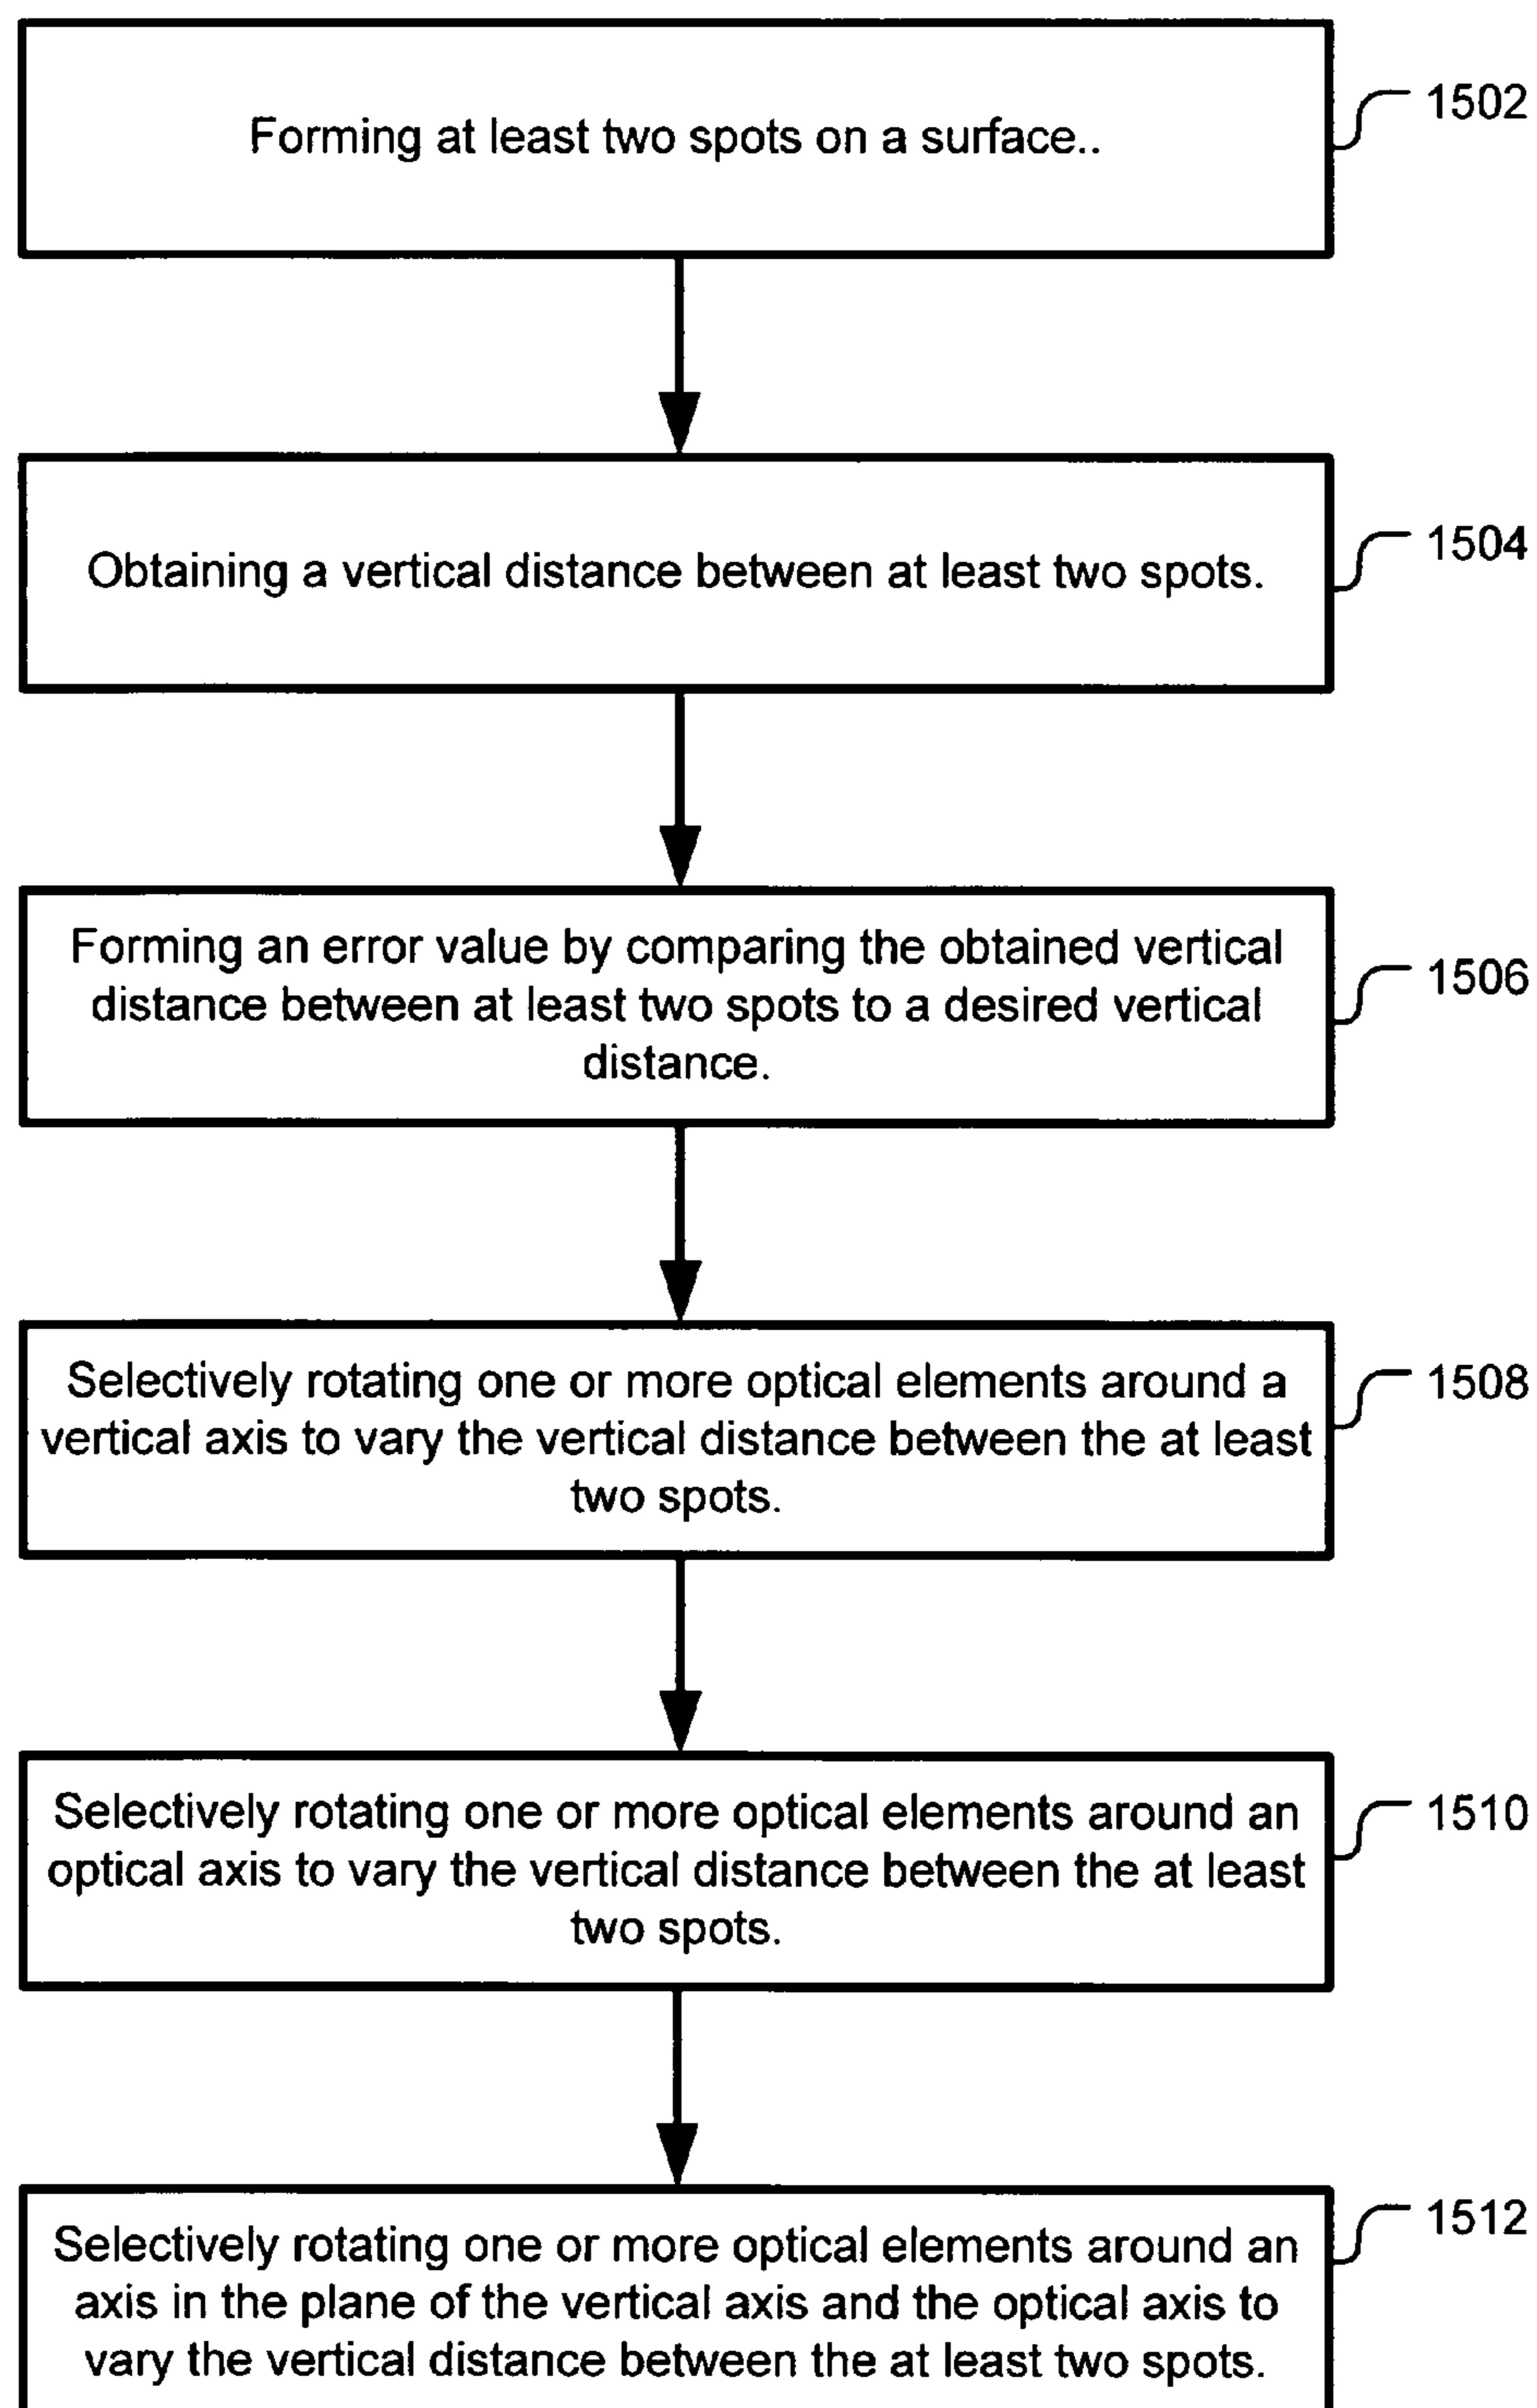 Forming at least two spots on a surface..
1502
Obtaining a vertical distance between at least two spots.
1504
Forming an error value by comparing the obtained vertical
distance between at least two spots to a desired vertical
distance.
1506
Selectively rotating one or more optical elements around a
vertical axis to vary the vertical distance between the at least
two spots.
1508
Selectively rotating one or more optical elements around an
optical axis to vary the vertical distance between the at least
two spots.
1510
Selectively rotating one or more optical elements around an
axis in the plane of the vertical axis and the optical axis to
vary the vertical distance between the at least two spots.
1512